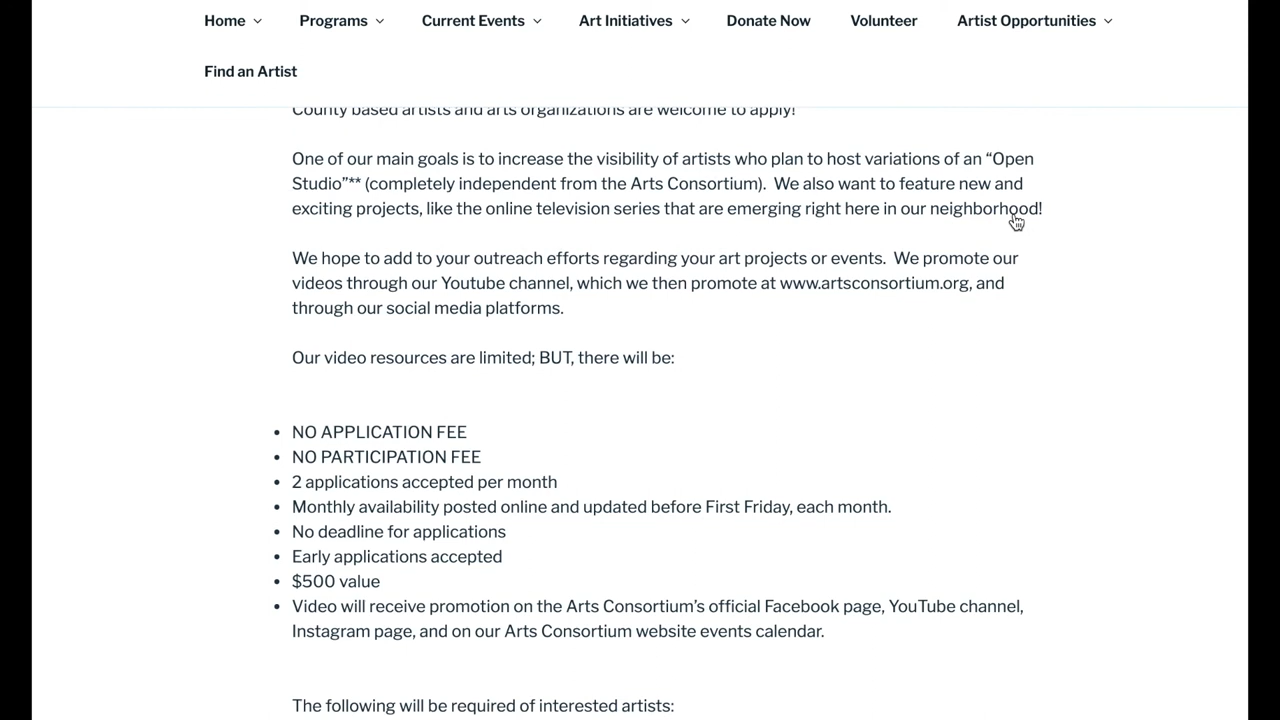 Home Programs Current Events Art Initiatives Donate Now Volunteer Artist Opportunities
Find an Artist
County based artists and arts organizations are welcome to apply!
One of our main goals is to increase the visibility of artists who plan to host variations of an “Open
Studio”** (completely independent from the Arts Consortium).  We also want to feature new and
exciting projects, like the online television series that are emerging right here in our neighborhood!
We hope to add to your outreach efforts regarding your art projects or events.  We promote our
videos through our Youtube channel, which we then promote at www.artsconsortium.org, and
through our social media platforms.
Our video resources are limited; BUT, there will be:
• NO APPLICATION FEE
• NO PARTICIPATION FEE
• 2 applications accepted per month
• Monthly availability posted online and updated before First Friday, each month.
• No deadline for applications
• Early applications accepted
• $500 value
• Video will receive promotion on the Arts Consortium’s official Facebook page, YouTube channel,
Instagram page, and on our Arts Consortium website events calendar.
The following will be required of interested artists: